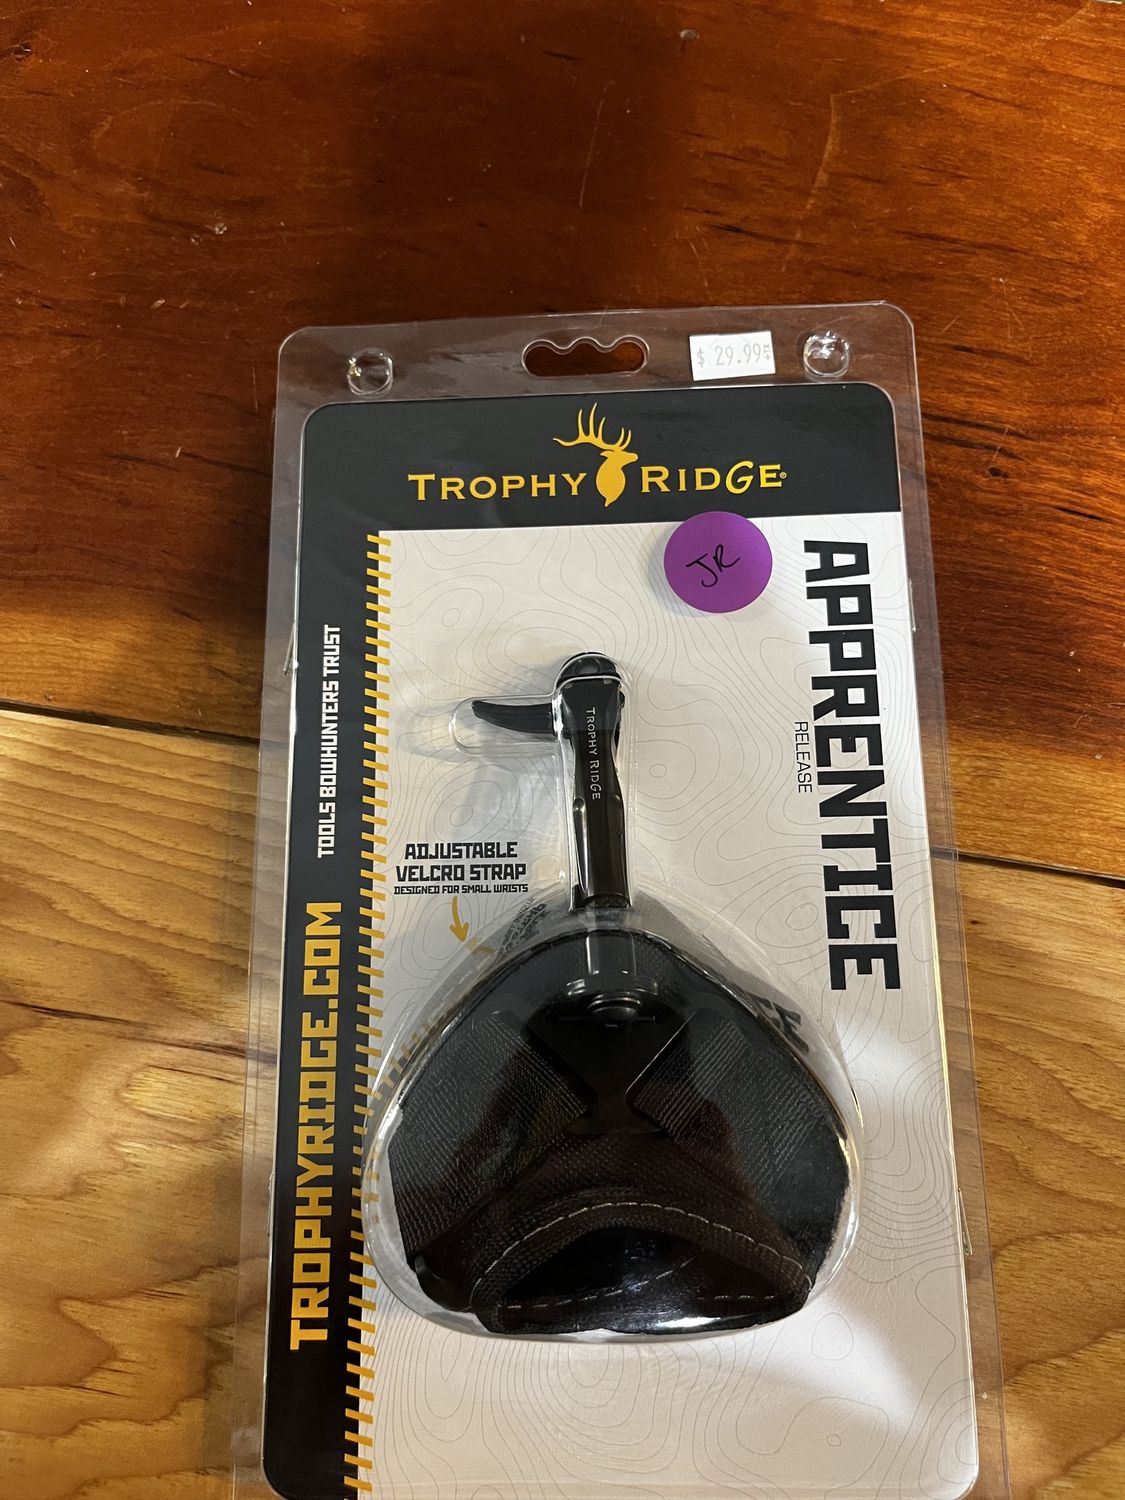 $ 29.99 +TX
TROPHY RIDGE®
JR
APPRENTICE
RELEASE
TOOLS BOWHUNTERS TRUST
TROPHYRIDGE.COM
TROPHY RIDGE
ADJUSTABLE
VELCRO STRAP
DESIGNED FOR SMALL WRISTS